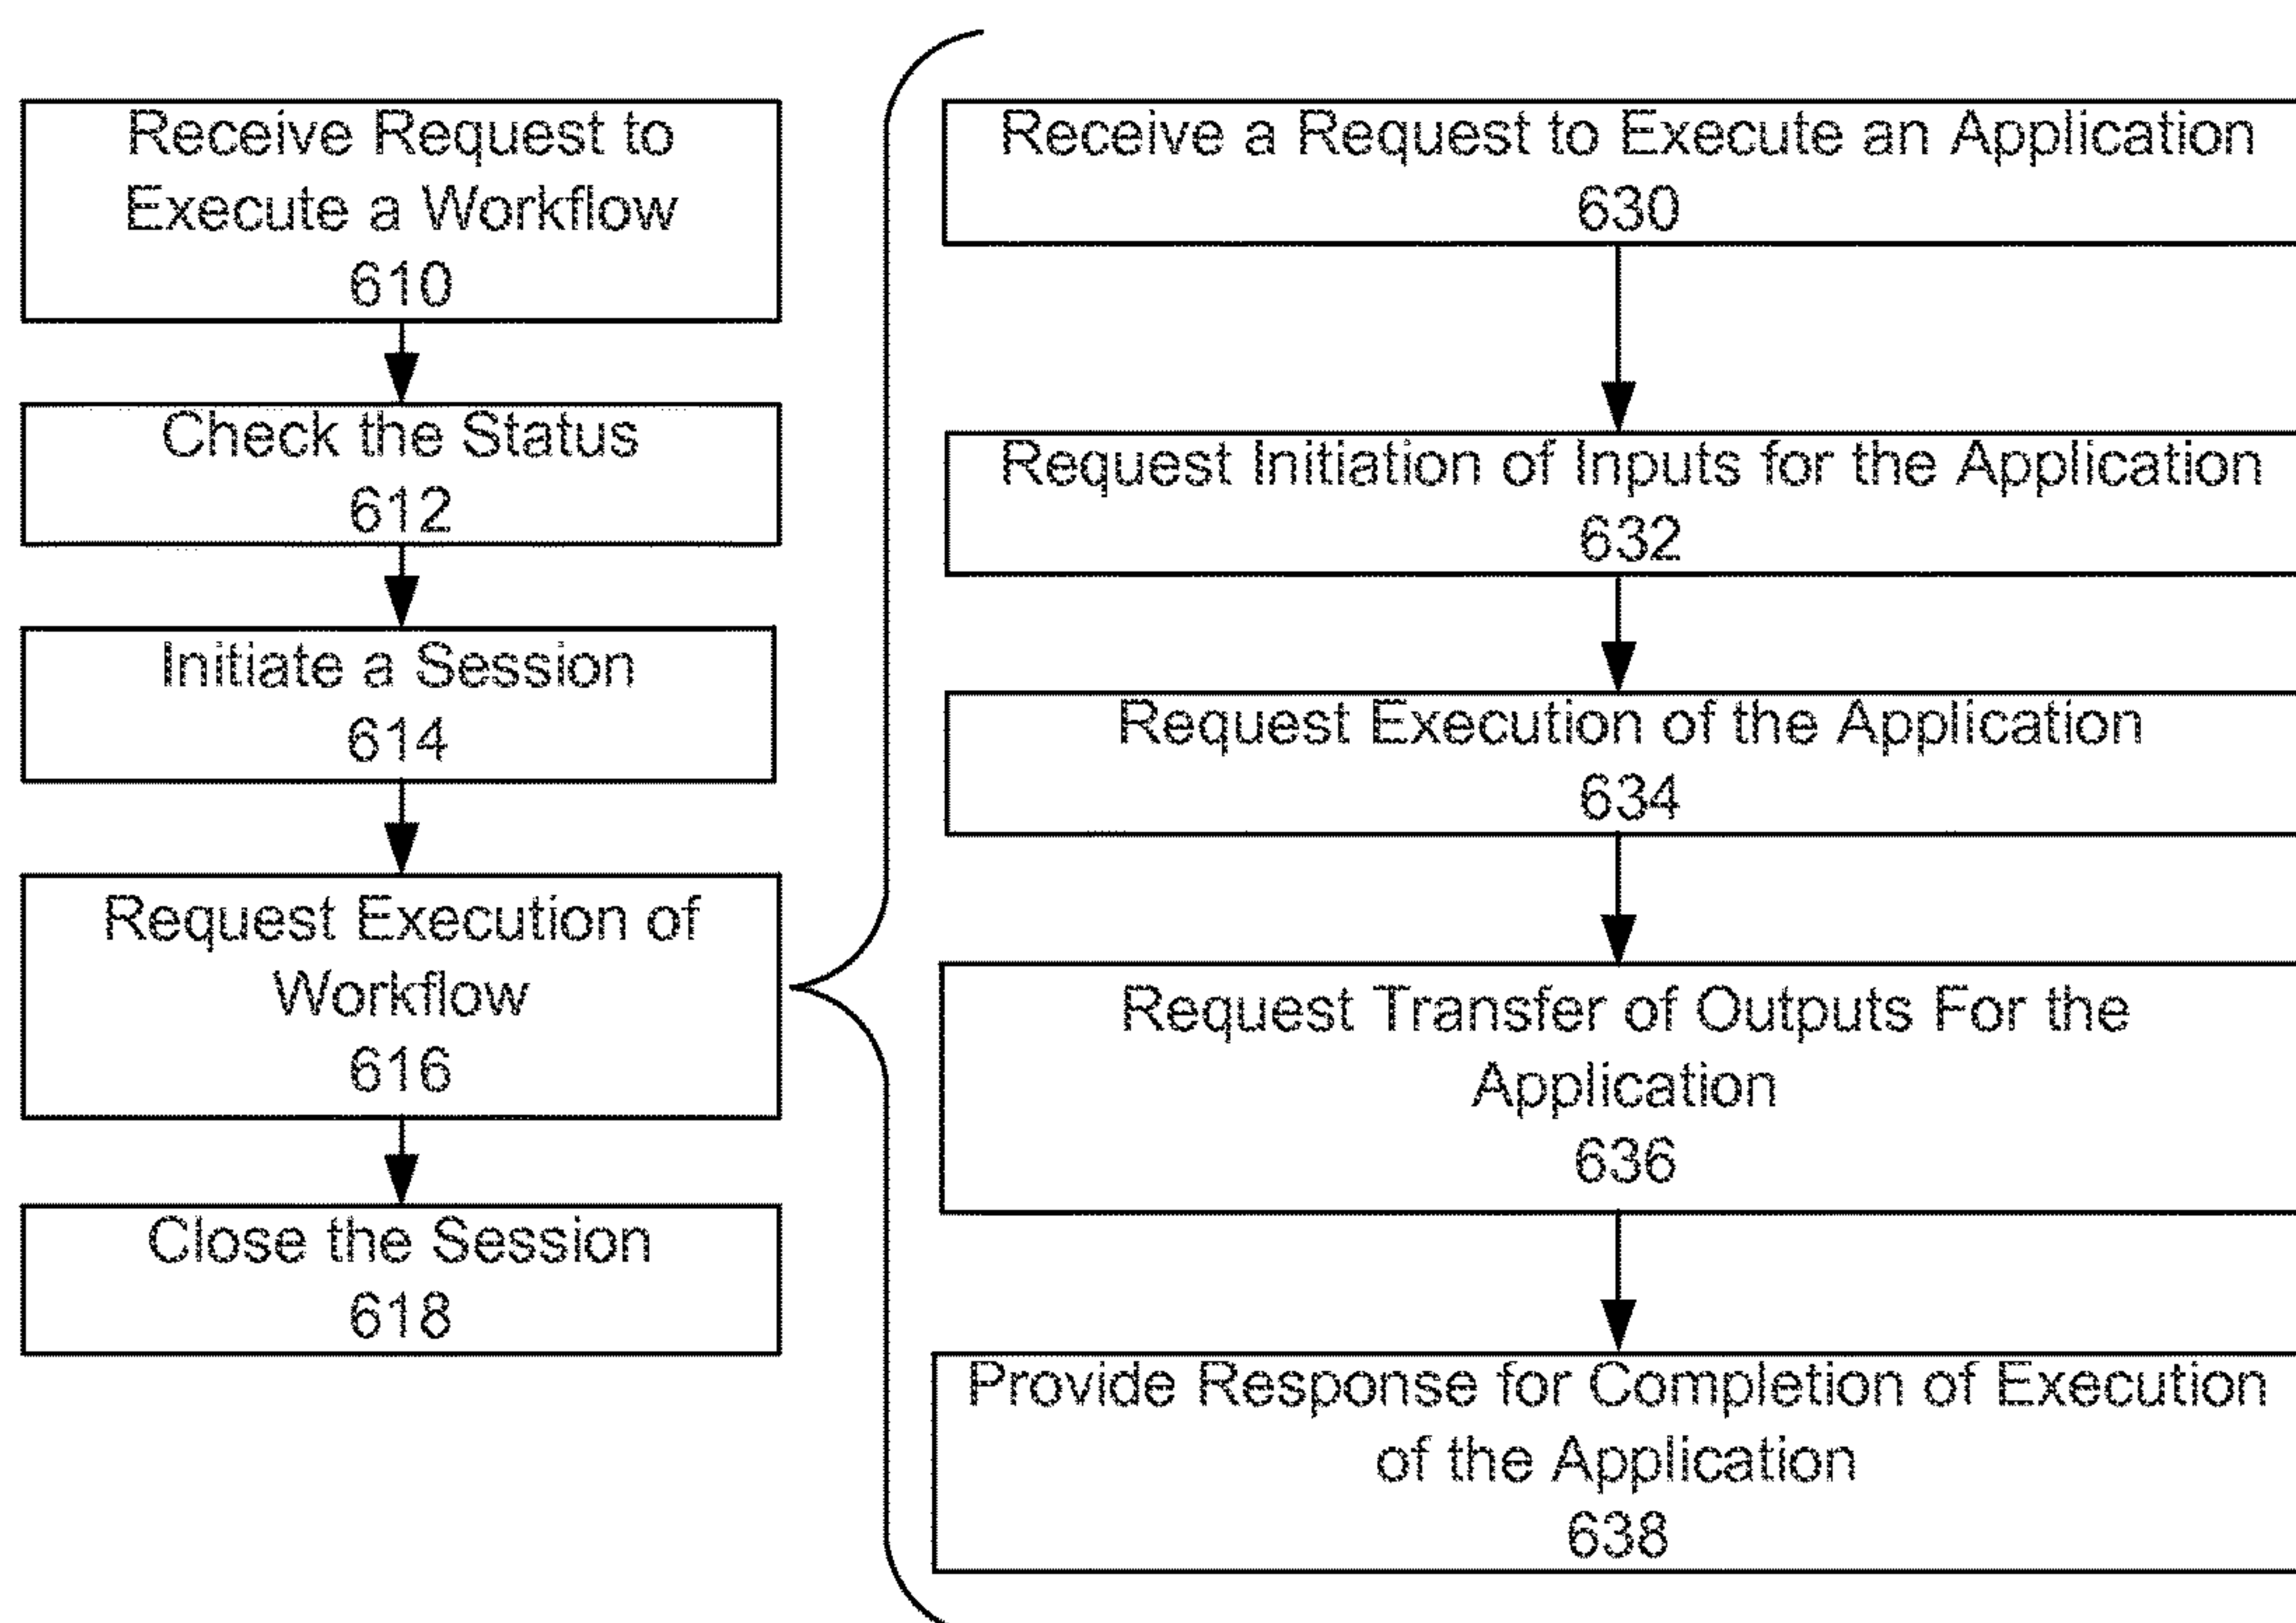 Receive Request to
Execute a Workflow
610
Check the Status
612
Initiate a Session
614
Request Execution of
Workflow
616
Close the Session
618
Receive a Request to Execute an Application
630
Request Initiation of Inputs for the Application
632
Request Execution of the Application
634
Request Transfer of Outputs For the
Application
636
Provide Response for Completion of Execution
of the Application
638